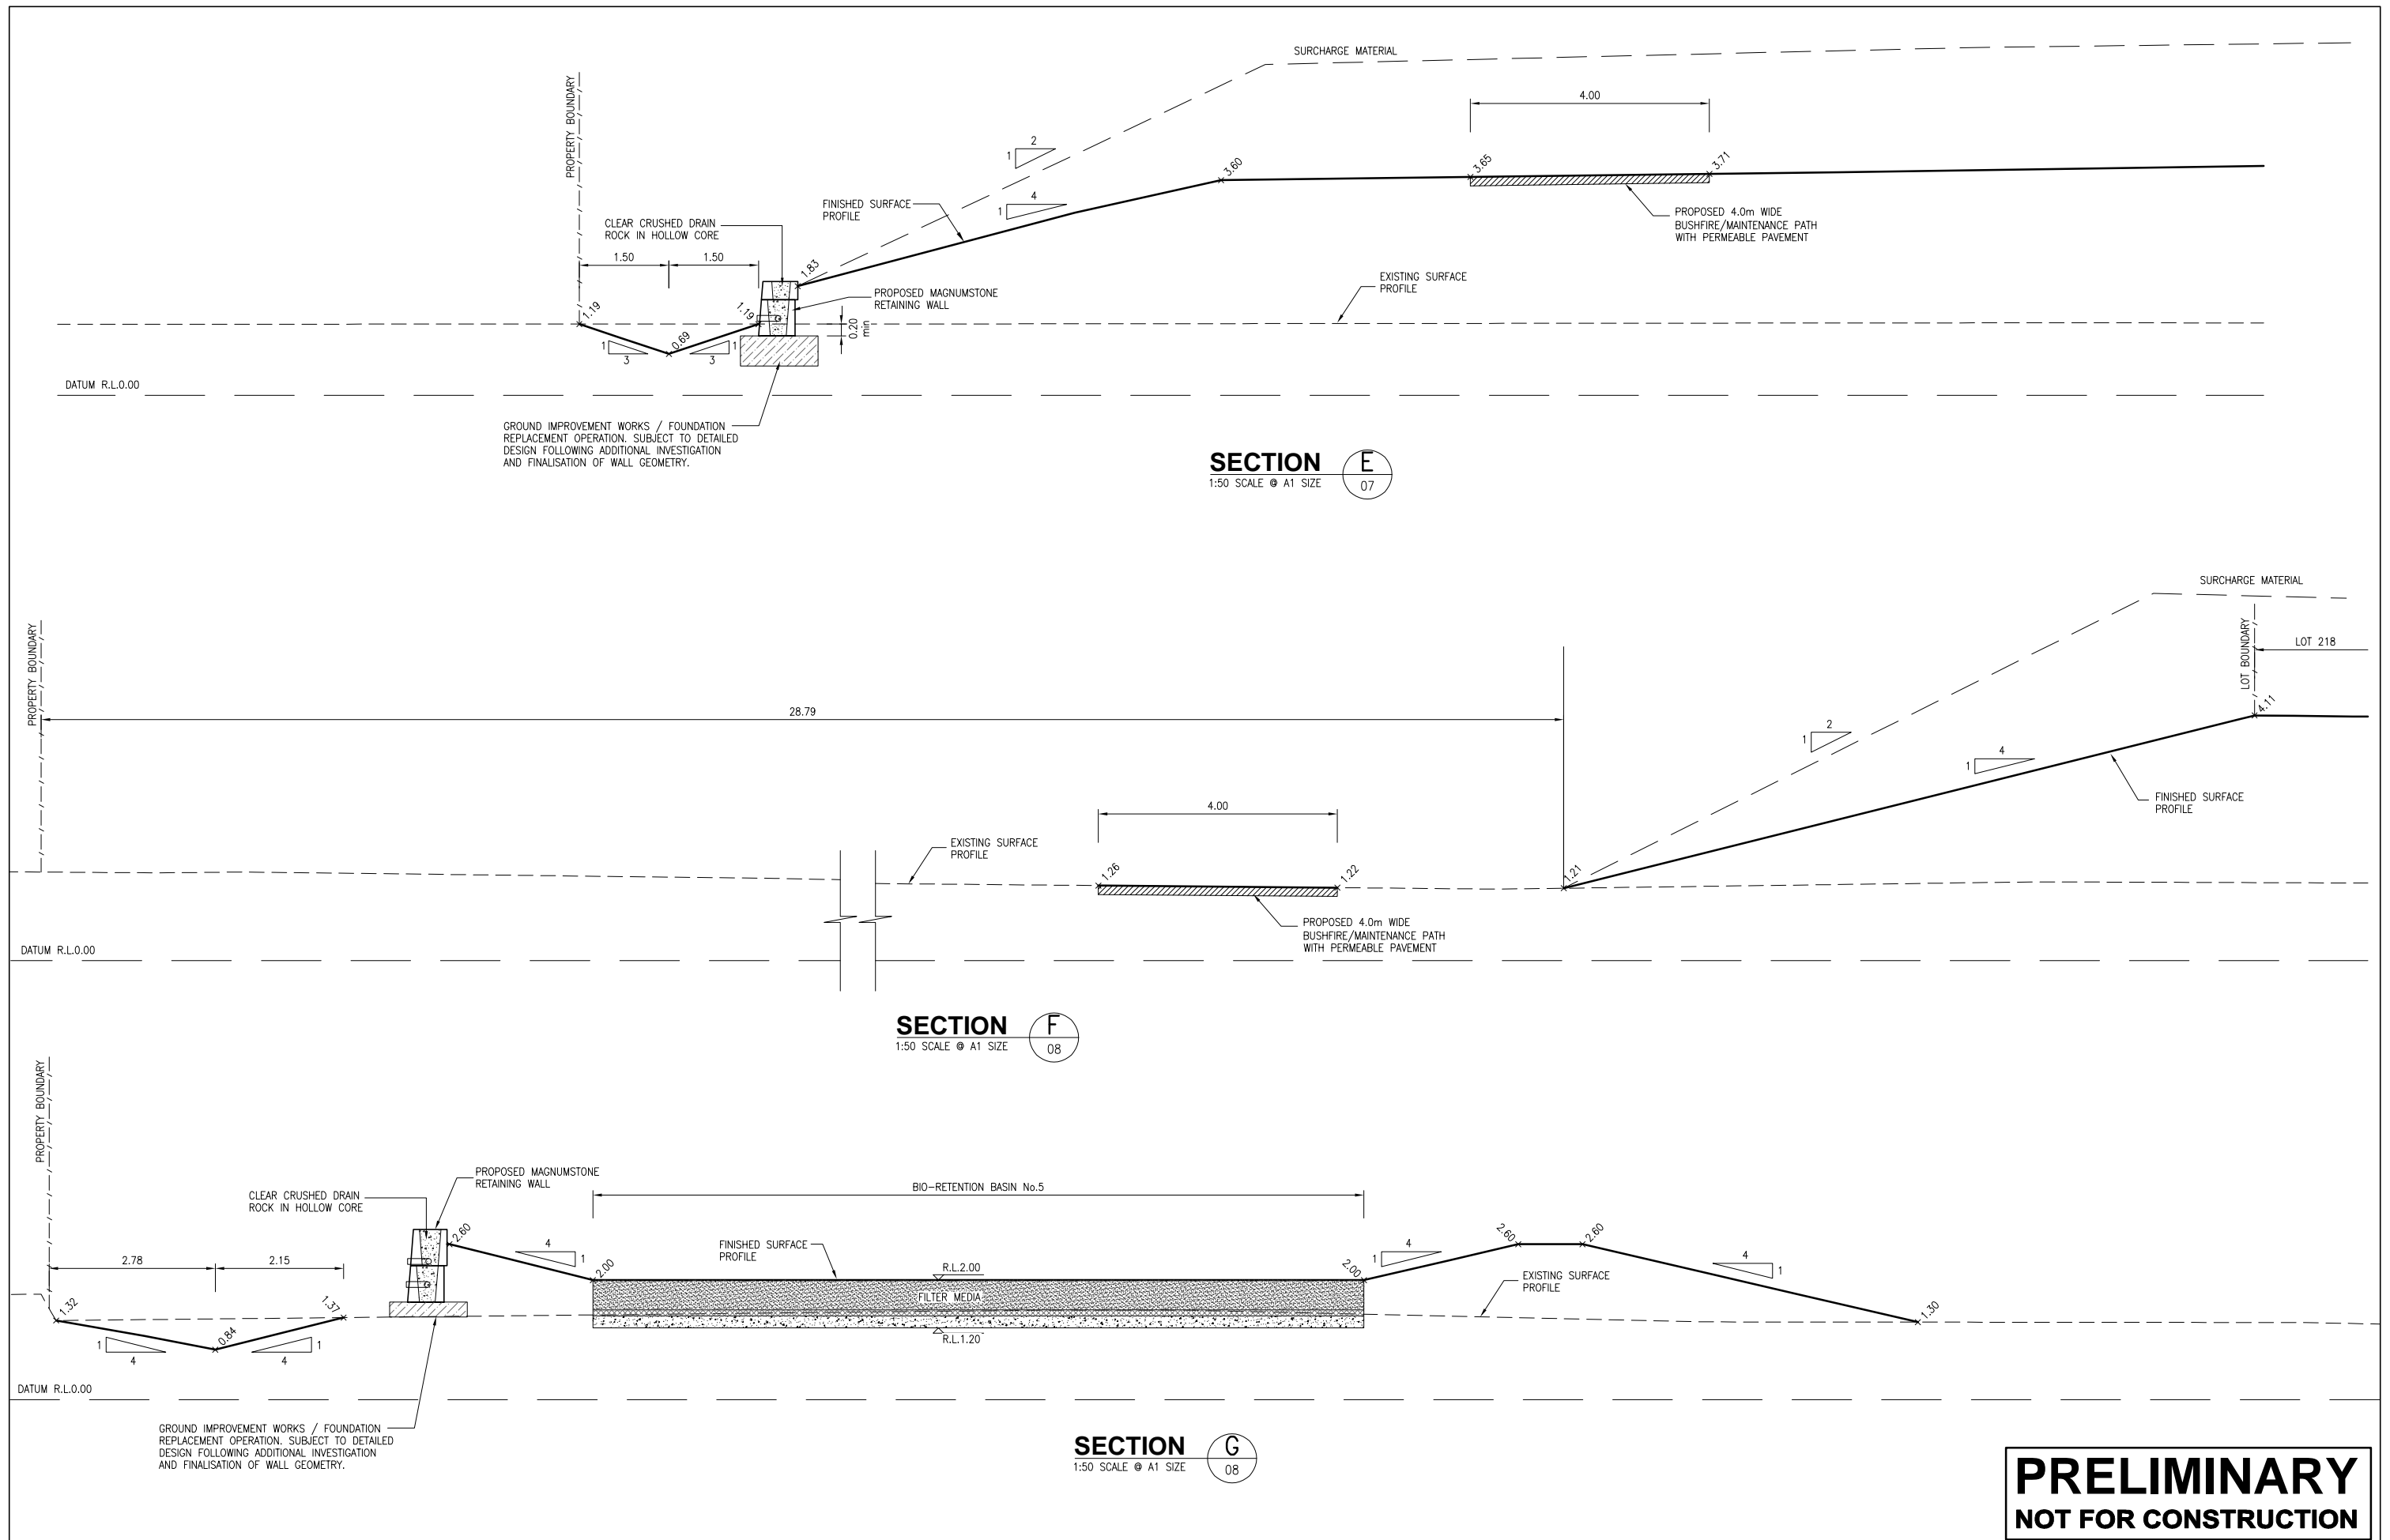 SURCHARGE MATERIAL
PROPERTY BOUNDARY
4.00
2
1
3.60
3.65
3.71
4
1
FINISHED SURFACE
PROFILE
CLEAR CRUSHED DRAIN
ROCK IN HOLLOW CORE
PROPOSED 4.0m WIDE
BUSHFIRE/MAINTENANCE PATH
WITH PERMEABLE PAVEMENT
1.50
1.50
1.83
EXISTING SURFACE
PROFILE
PROPOSED MAGNUMSTONE
RETAINING WALL
1.19
1.19
0.20
min
0.69
1
3
3
1
DATUM R.L.0.00
GROUND IMPROVEMENT WORKS / FOUNDATION
REPLACEMENT OPERATION. SUBJECT TO DETAILED
DESIGN FOLLOWING ADDITIONAL INVESTIGATION
AND FINALISATION OF WALL GEOMETRY.
SECTION E
1:50 SCALE @ A1 SIZE 07
SURCHARGE MATERIAL
PROPERTY BOUNDARY
LOT BOUNDARY
LOT 218
28.79
4.11
2
1
4
1
FINISHED SURFACE
PROFILE
4.00
EXISTING SURFACE
PROFILE
1.26
1.22
1.21
PROPOSED 4.0m WIDE
BUSHFIRE/MAINTENANCE PATH
WITH PERMEABLE PAVEMENT
DATUM R.L.0.00
SECTION F
1:50 SCALE @ A1 SIZE 08
PROPERTY BOUNDARY
PROPOSED MAGNUMSTONE
RETAINING WALL
CLEAR CRUSHED DRAIN
ROCK IN HOLLOW CORE
BIO-RETENTION BASIN No.5
2.60
2.60
2.60
4
1
FINISHED SURFACE
PROFILE
4
1
4
1
2.78
2.15
2.00
R.L.2.00
2.00
EXISTING SURFACE
PROFILE
FILTER MEDIA
1.32
1.37
1.30
0.84
R.L.1.20
1
4
4
1
DATUM R.L.0.00
GROUND IMPROVEMENT WORKS / FOUNDATION
REPLACEMENT OPERATION. SUBJECT TO DETAILED
DESIGN FOLLOWING ADDITIONAL INVESTIGATION
AND FINALISATION OF WALL GEOMETRY.
SECTION G
1:50 SCALE @ A1 SIZE 08
PRELIMINARY
NOT FOR CONSTRUCTION